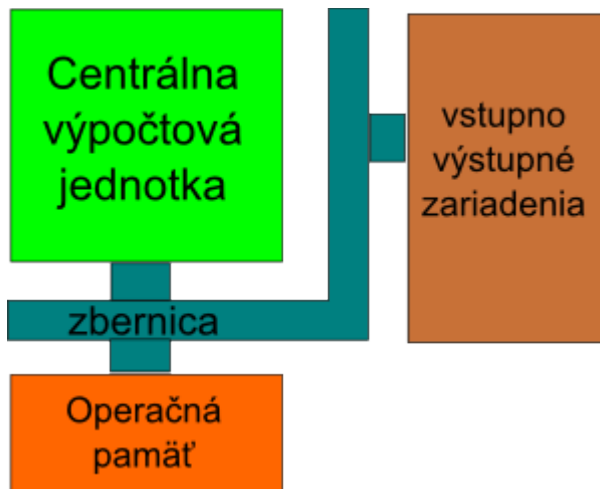 Centrálna
výpočtová
jednotka
vstupno
výstupné
zariadenia
zbernica
Operačná
pamäť